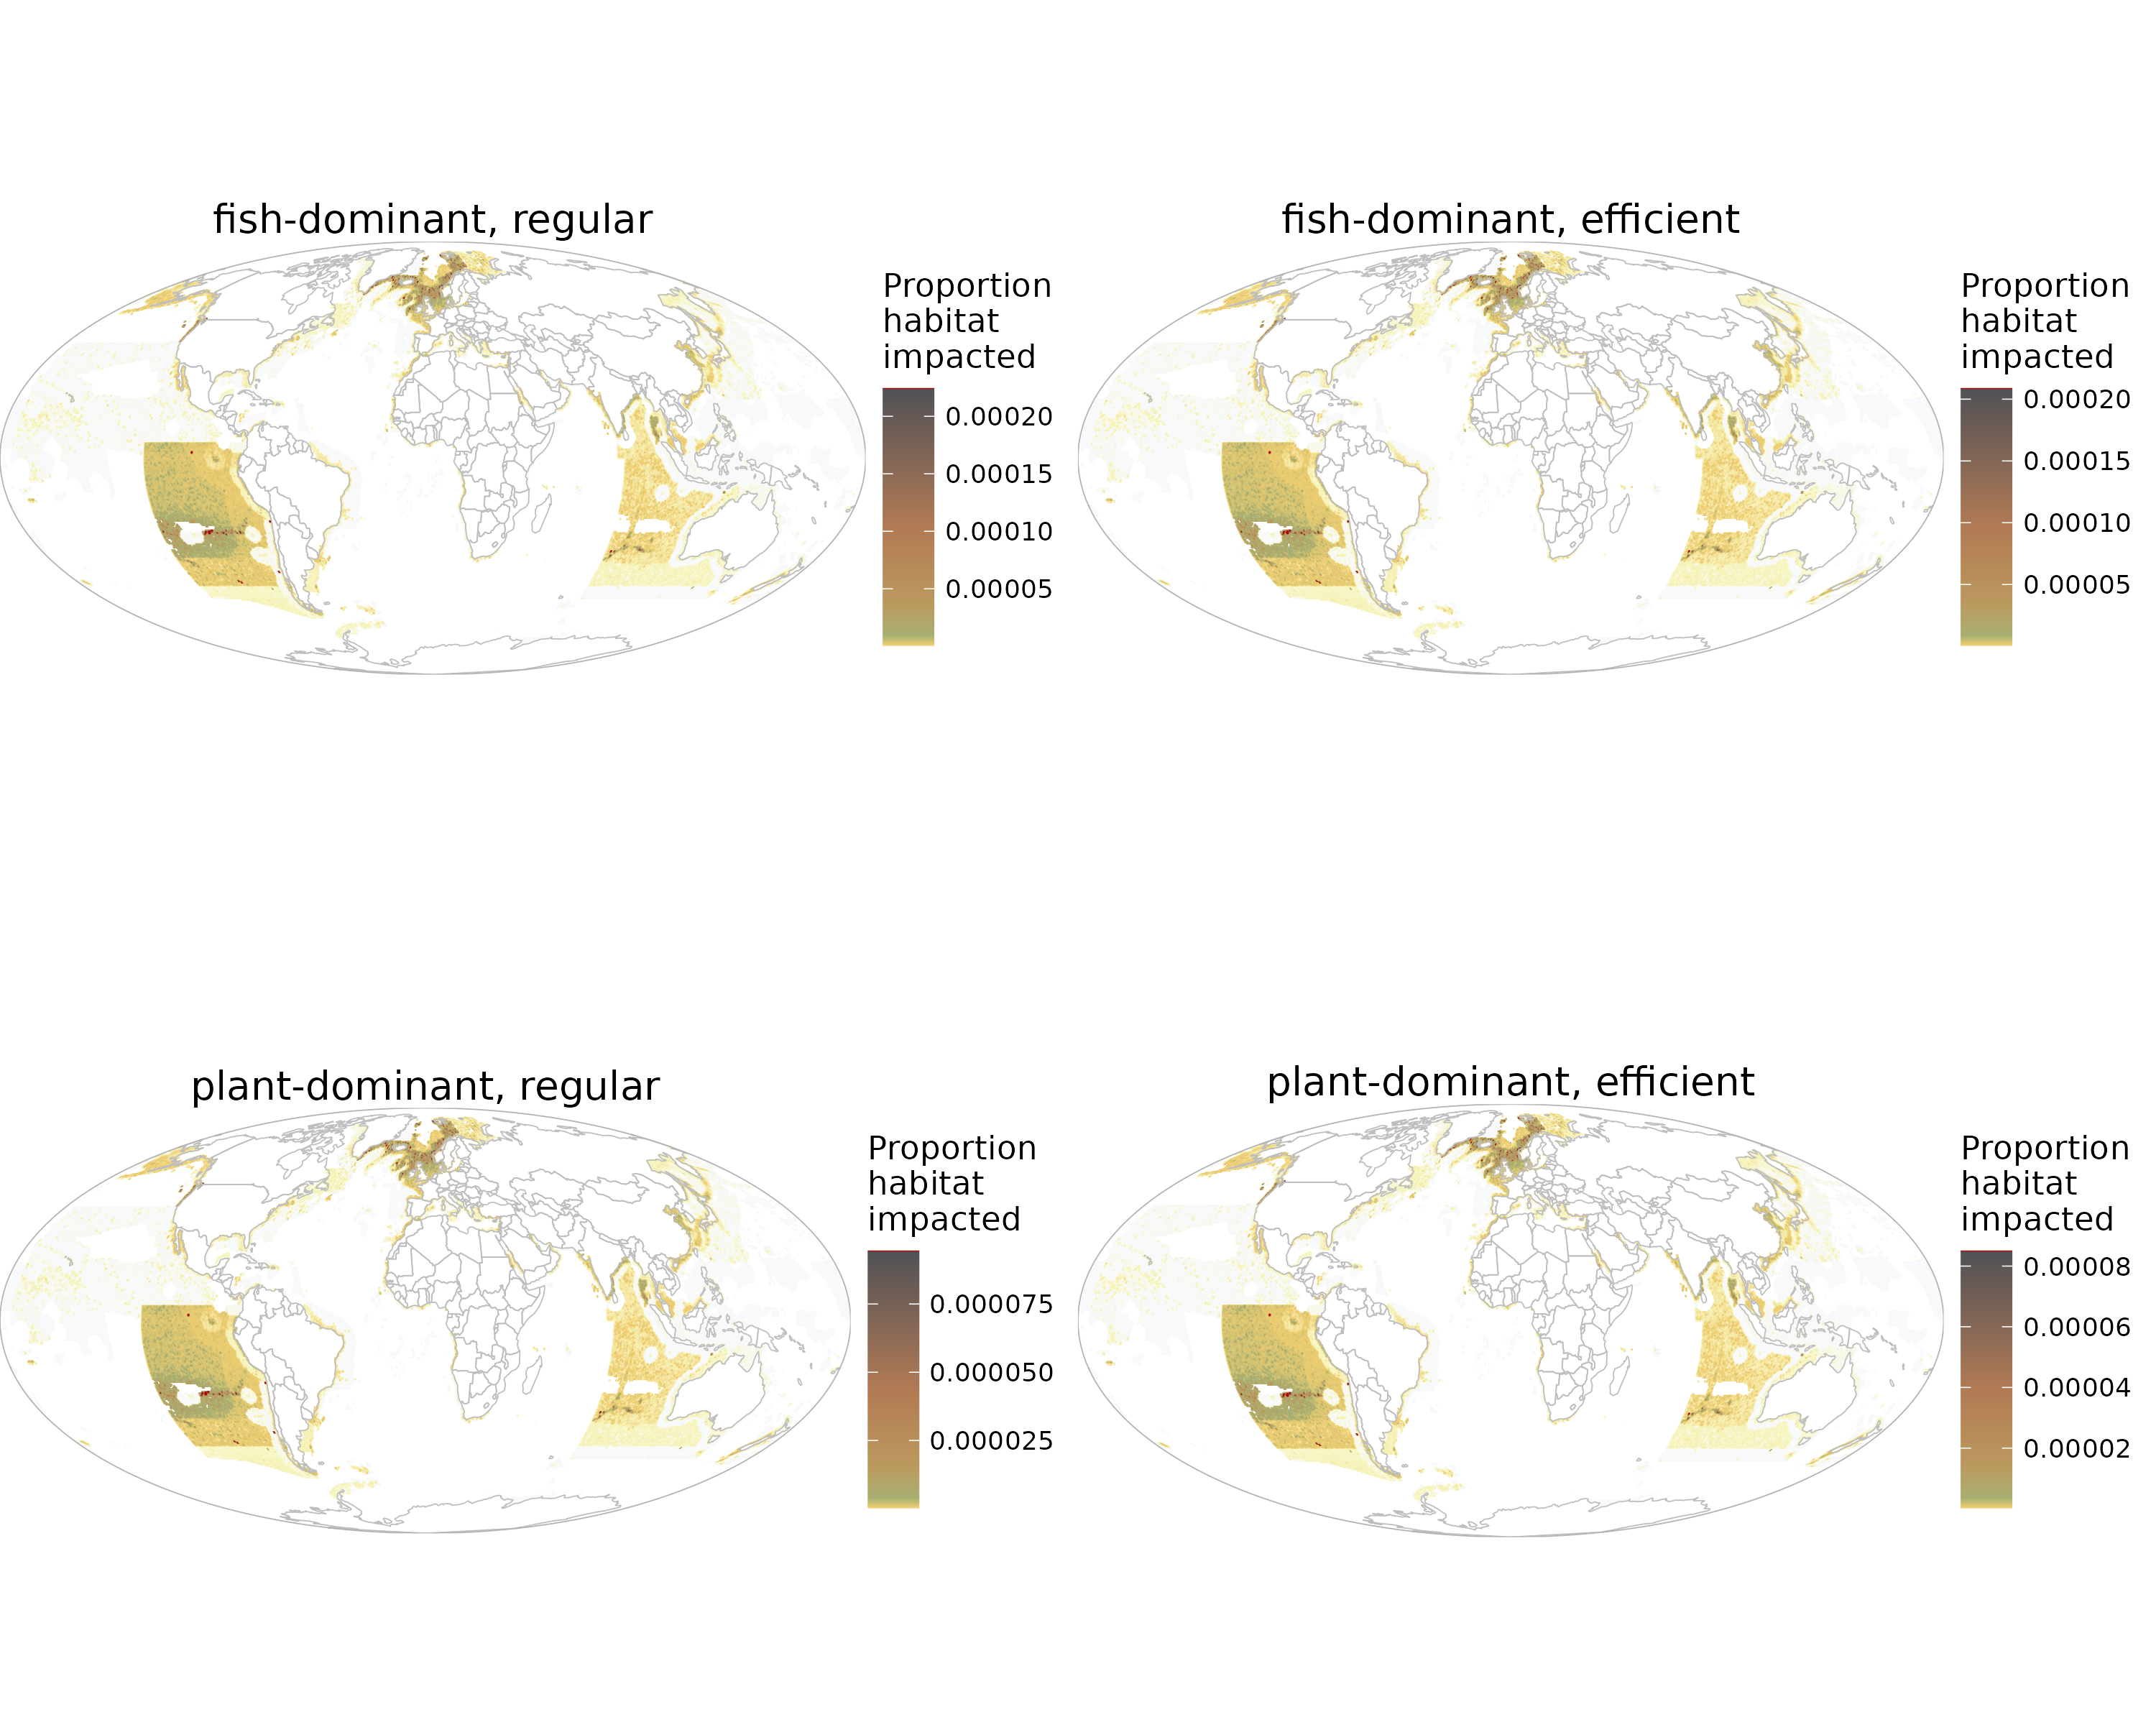 fish-dominant, regular
Proportion
habitat
impacted
0.00020
0.00015
0.00010
0.00005
fish-dominant, efficient
Proportion
habitat
impacted
0.00020
0.00015
0.00010
0.00005
plant-dominant, regular
Proportion
habitat
impacted
0.000075
0.000050
0.000025
plant-dominant, efficient
Proportion
habitat
impacted
0.00008
0.00006
0.00004
0.00002